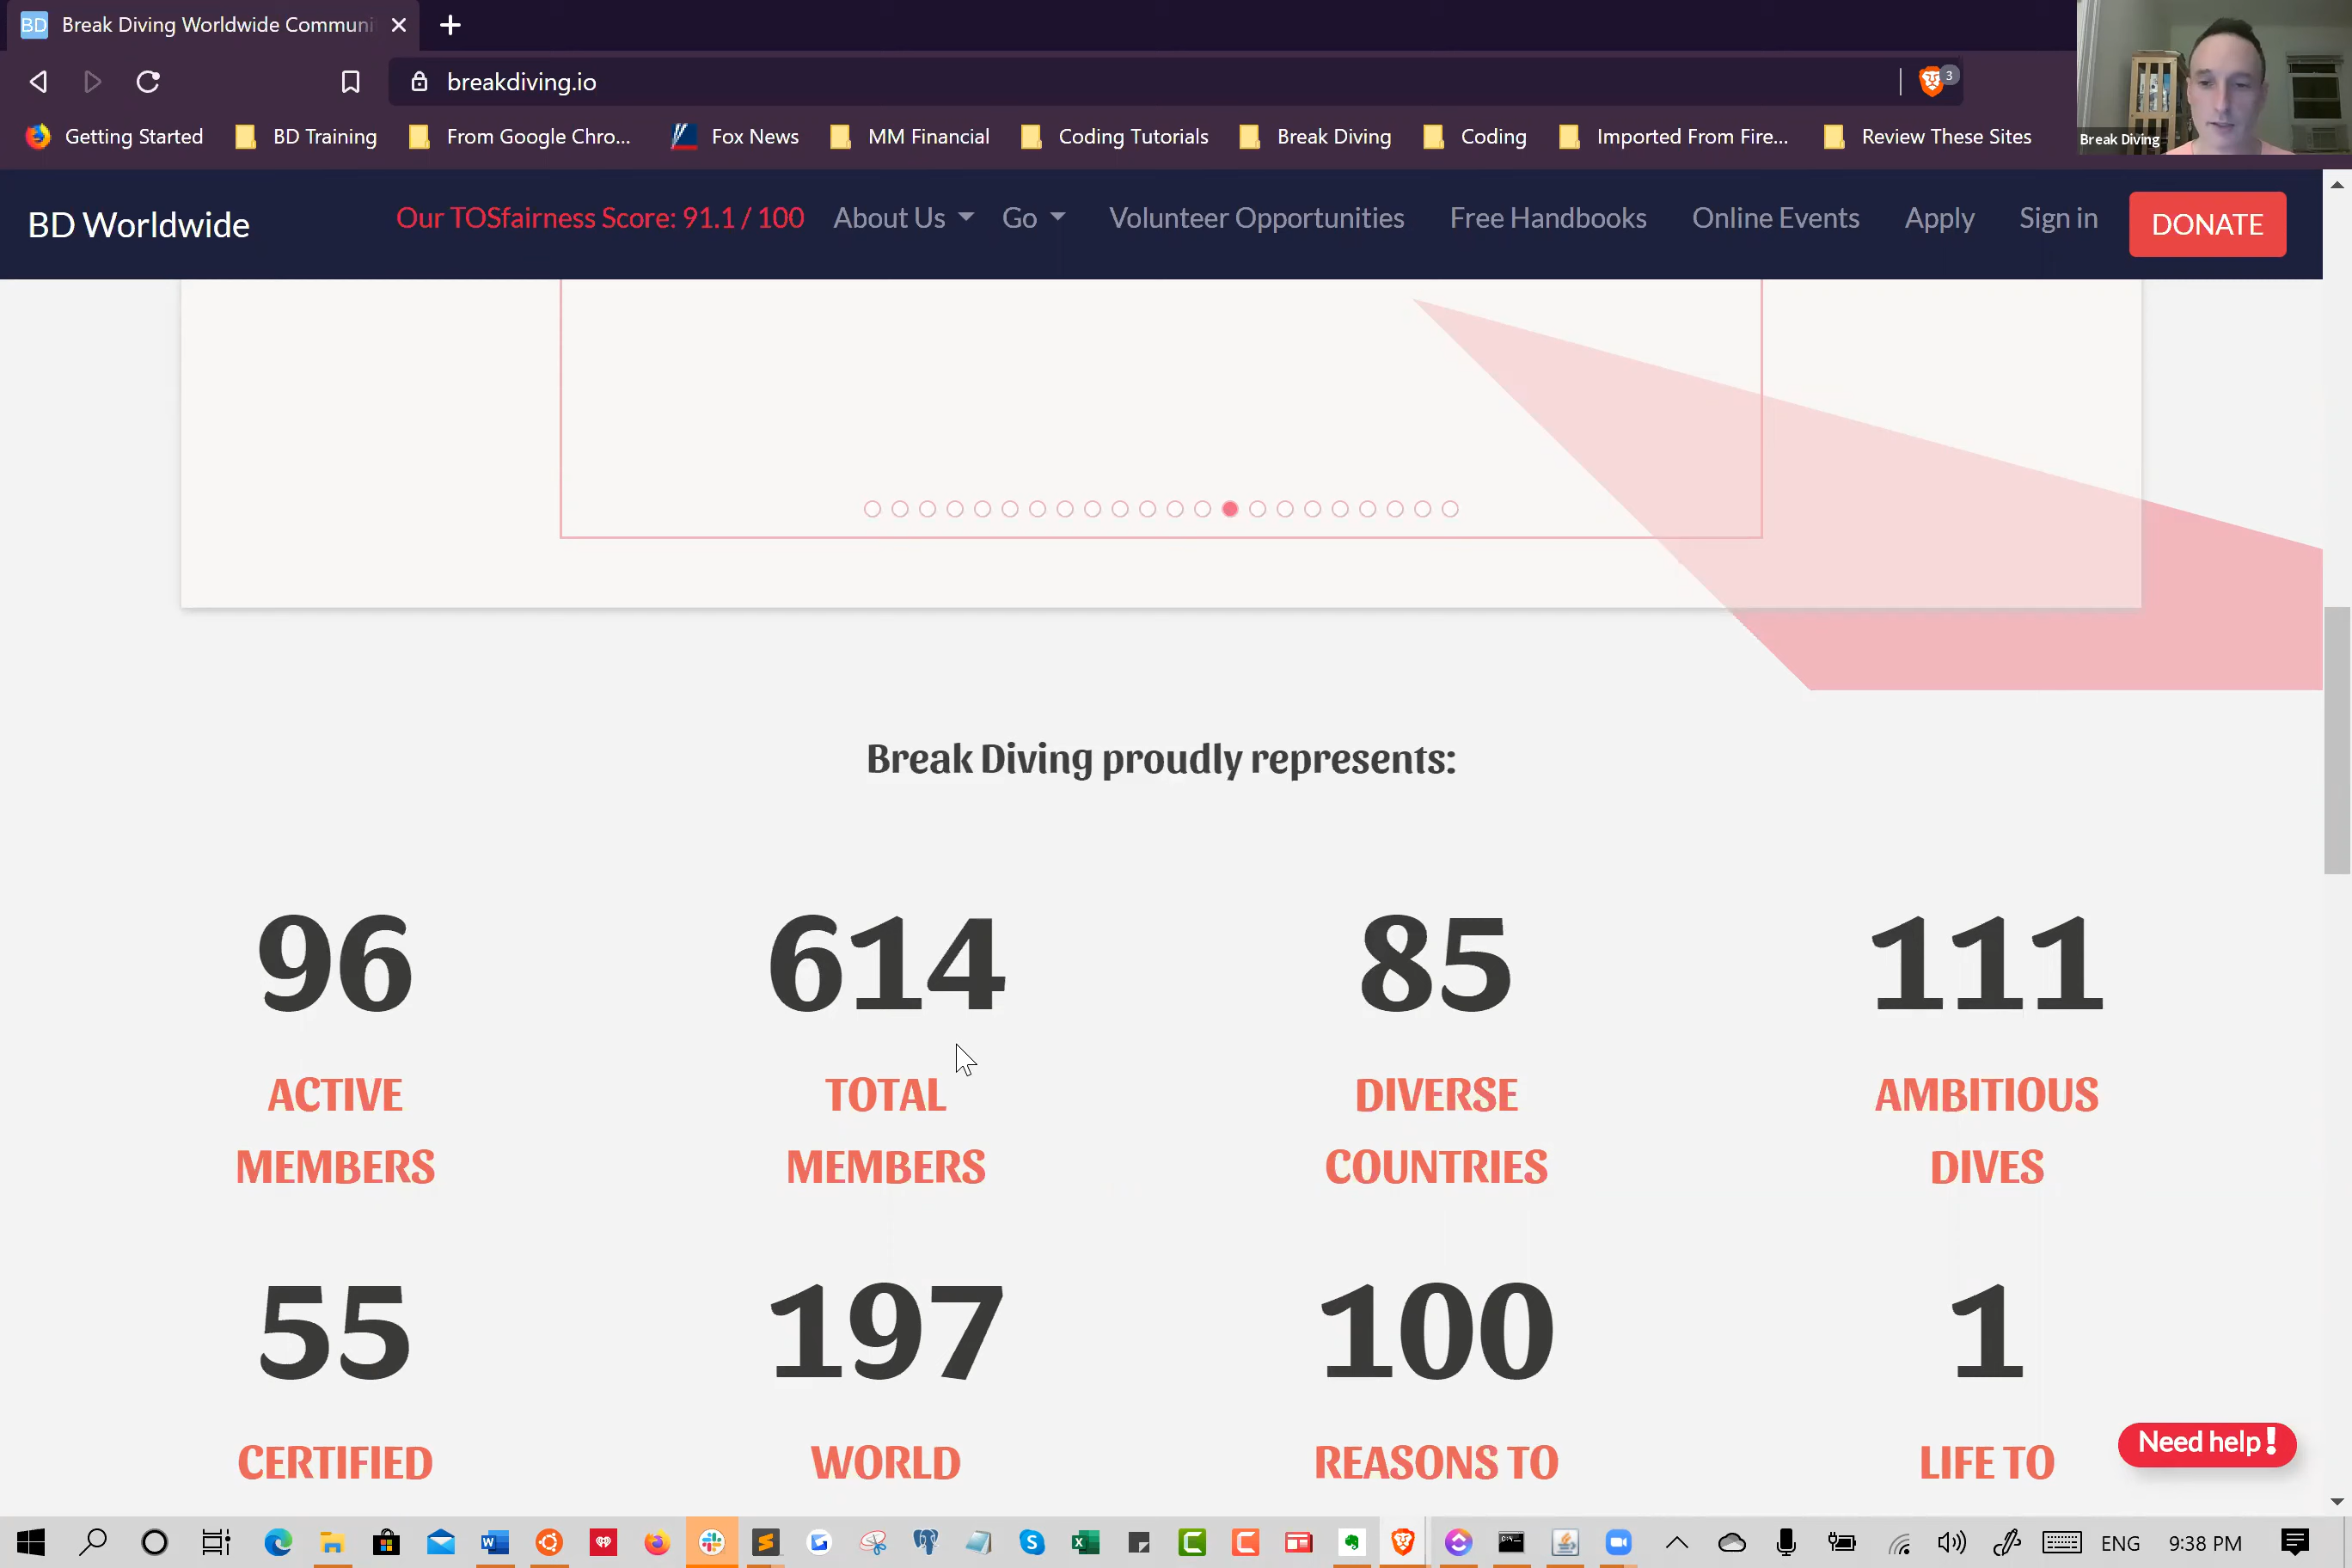 BD Break Diving Worldwide Communi
breakdiving.io
3
Getting Started BD Training From Google Chro... Fox News MM Financial Coding Tutorials Break Diving Coding Imported From Fire... Review These Sites
Break Diving
BD Worldwide Our TOSfairness Score: 91.1 / 100 About Us Go Volunteer Opportunities Free Handbooks Online Events Apply Sign in DONATE
Break Diving proudly represents:
96 614 85 111
ACTIVE TOTAL DIVERSE AMBITIOUS
MEMBERS MEMBERS COUNTRIES DIVES
55 197 100 1
CERTIFIED WORLD REASONS TO LIFE TO
Need help!
ENG 9:38 PM